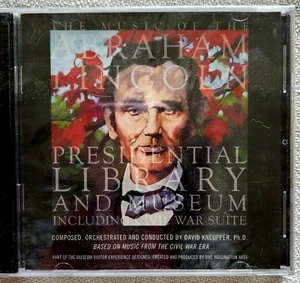 THE MUSIC OF THE
ABRAHAM
LINCOLN
PRESIDENTIAL
LIBRARY
AND MUSEUM
INCLUDING CIVIL WAR SUITE
COMPOSED, ORCHESTRATED AND CONDUCTED BY DAVID KNEUPPER, Ph.D.
BASED ON MUSIC FROM THE CIVIL WAR ERA
PART OF THE MUSEUM VISITOR EXPERIENCE DESIGNED, CREATED AND PRODUCED BY BRC IMAGINATION ARTS